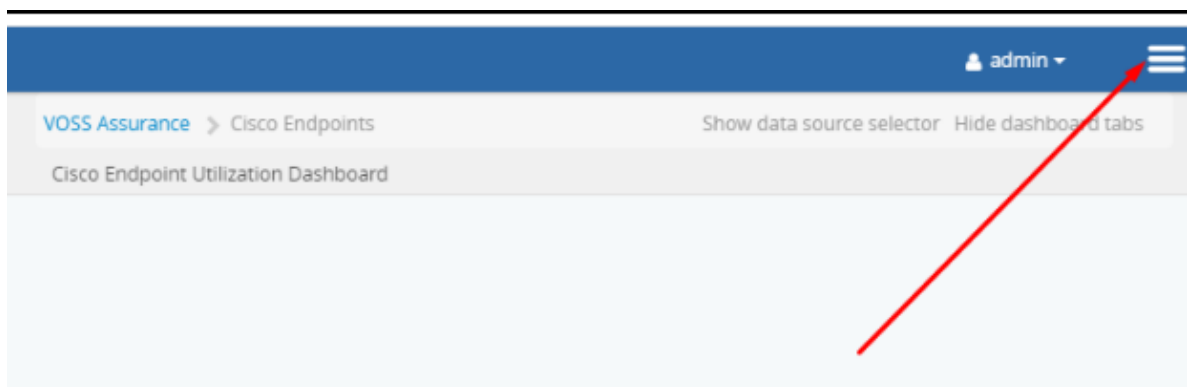 admin
VOSS Assurance > Cisco Endpoints Show data source selector Hide dashboard tabs
Cisco Endpoint Utilization Dashboard